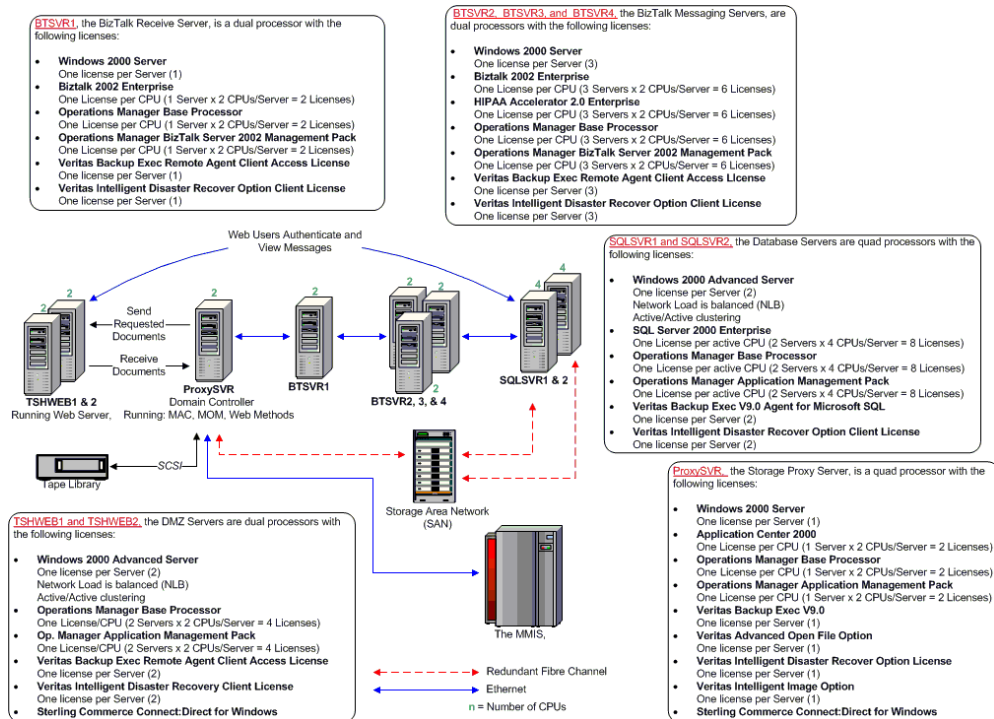 BTSVR1, the BizTalk Receive Server, is a dual processor with the
following licenses:
• Windows 2000 Server
One license per Server (1)
• Biztalk 2002 Enterprise
One License per CPU (1 Server x 2 CPUs/Server = 2 Licenses)
• Operations Manager Base Processor
One License per CPU (1 Server x 2 CPUs/Server = 2 Licenses)
• Operations Manager BizTalk Server 2002 Management Pack
One License per CPU (1 Server x 2 CPUs/Server = 2 Licenses)
• Veritas Backup Exec Remote Agent Client Access License
One license per Server (1)
• Veritas Intelligent Disaster Recover Option Client License
One license per Server (1)
BTSVR2, BTSVR3, and BTSVR4, the BizTalk Messaging Servers, are
dual processors with the following licenses:
• Windows 2000 Server
One license per Server (3)
• Biztalk 2002 Enterprise
One License per CPU (3 Servers x 2 CPUs/Server = 6 Licenses)
• HIPAA Accelerator 2.0 Enterprise
One License per CPU (3 Servers x 2 CPUs/Server = 6 Licenses)
• Operations Manager Base Processor
One License per CPU (3 Servers x 2 CPUs/Server = 6 Licenses)
• Operations Manager BizTalk Server 2002 Management Pack
One License per CPU (3 Servers x 2 CPUs/Server = 6 Licenses)
• Veritas Backup Exec Remote Agent Client Access License
One license per Server (3)
• Veritas Intelligent Disaster Recover Option Client License
One license per Server (3)
Web Users Authenticate and
View Messages
2
2
2
2
2
2
2
4
4
Send
Requested
Documents
Receive
Documents
TSHWEB1 & 2
Running Web Server,
ProxySVR
Domain Controller
Running: MAC, MOM, Web Methods
BTSVR1
BTSVR2, 3, & 4
SQLSVR1 & 2
SQLSVR1 and SQLSVR2, the Database Servers are quad processors with the
following licenses:
• Windows 2000 Advanced Server
One license per Server (2)
Network Load is balanced (NLB)
Active/Active clustering
• SQL Server 2000 Enterprise
One License per active CPU (2 Servers x 4 CPUs/Server = 8 Licenses)
• Operations Manager Base Processor
One License per active CPU (2 Servers x 4 CPUs/Server = 8 Licenses)
• Operations Manager Application Management Pack
One License per active CPU (2 Servers x 4 CPUs/Server = 8 Licenses)
• Veritas Backup Exec V9.0 Agent for Microsoft SQL
One license per Server (2)
• Veritas Intelligent Disaster Recover Option Client License
One license per Server (2)
SCSI
Tape Library
Storage Area Network
(SAN)
The MMIS,
TSHWEB1 and TSHWEB2, the DMZ Servers are dual processors with
the following licenses:
• Windows 2000 Advanced Server
One license per Server (2)
Network Load is balanced (NLB)
Active/Active clustering
• Operations Manager Base Processor
One License/CPU (2 Servers x 2 CPUs/Server = 4 Licenses)
• Op. Manager Application Management Pack
One License/CPU (2 Servers x 2 CPUs/Server = 4 Licenses)
• Veritas Backup Exec Remote Agent Client Access License
One license per Server (2)
• Veritas Intelligent Disaster Recovery Client License
One license per Server (2)
• Sterling Commerce Connect:Direct for Windows
Redundant Fibre Channel
Ethernet
n = Number of CPUs
ProxySVR, the Storage Proxy Server, is a quad processor with the
following licenses:
• Windows 2000 Server
One license per Server (1)
• Application Center 2000
One License per CPU (1 Server x 2 CPUs/Server = 2 Licenses)
• Operations Manager Base Processor
One License per CPU (1 Server x 2 CPUs/Server = 2 Licenses)
• Operations Manager Application Management Pack
One License per CPU (1 Server x 2 CPUs/Server = 2 Licenses)
• Veritas Backup Exec V9.0
One license per Server (1)
• Veritas Advanced Open File Option
One license per Server (1)
• Veritas Intelligent Disaster Recover Option License
One license per Server (1)
• Veritas Intelligent Image Option
One license per Server (1)
• Sterling Commerce Connect:Direct for Windows